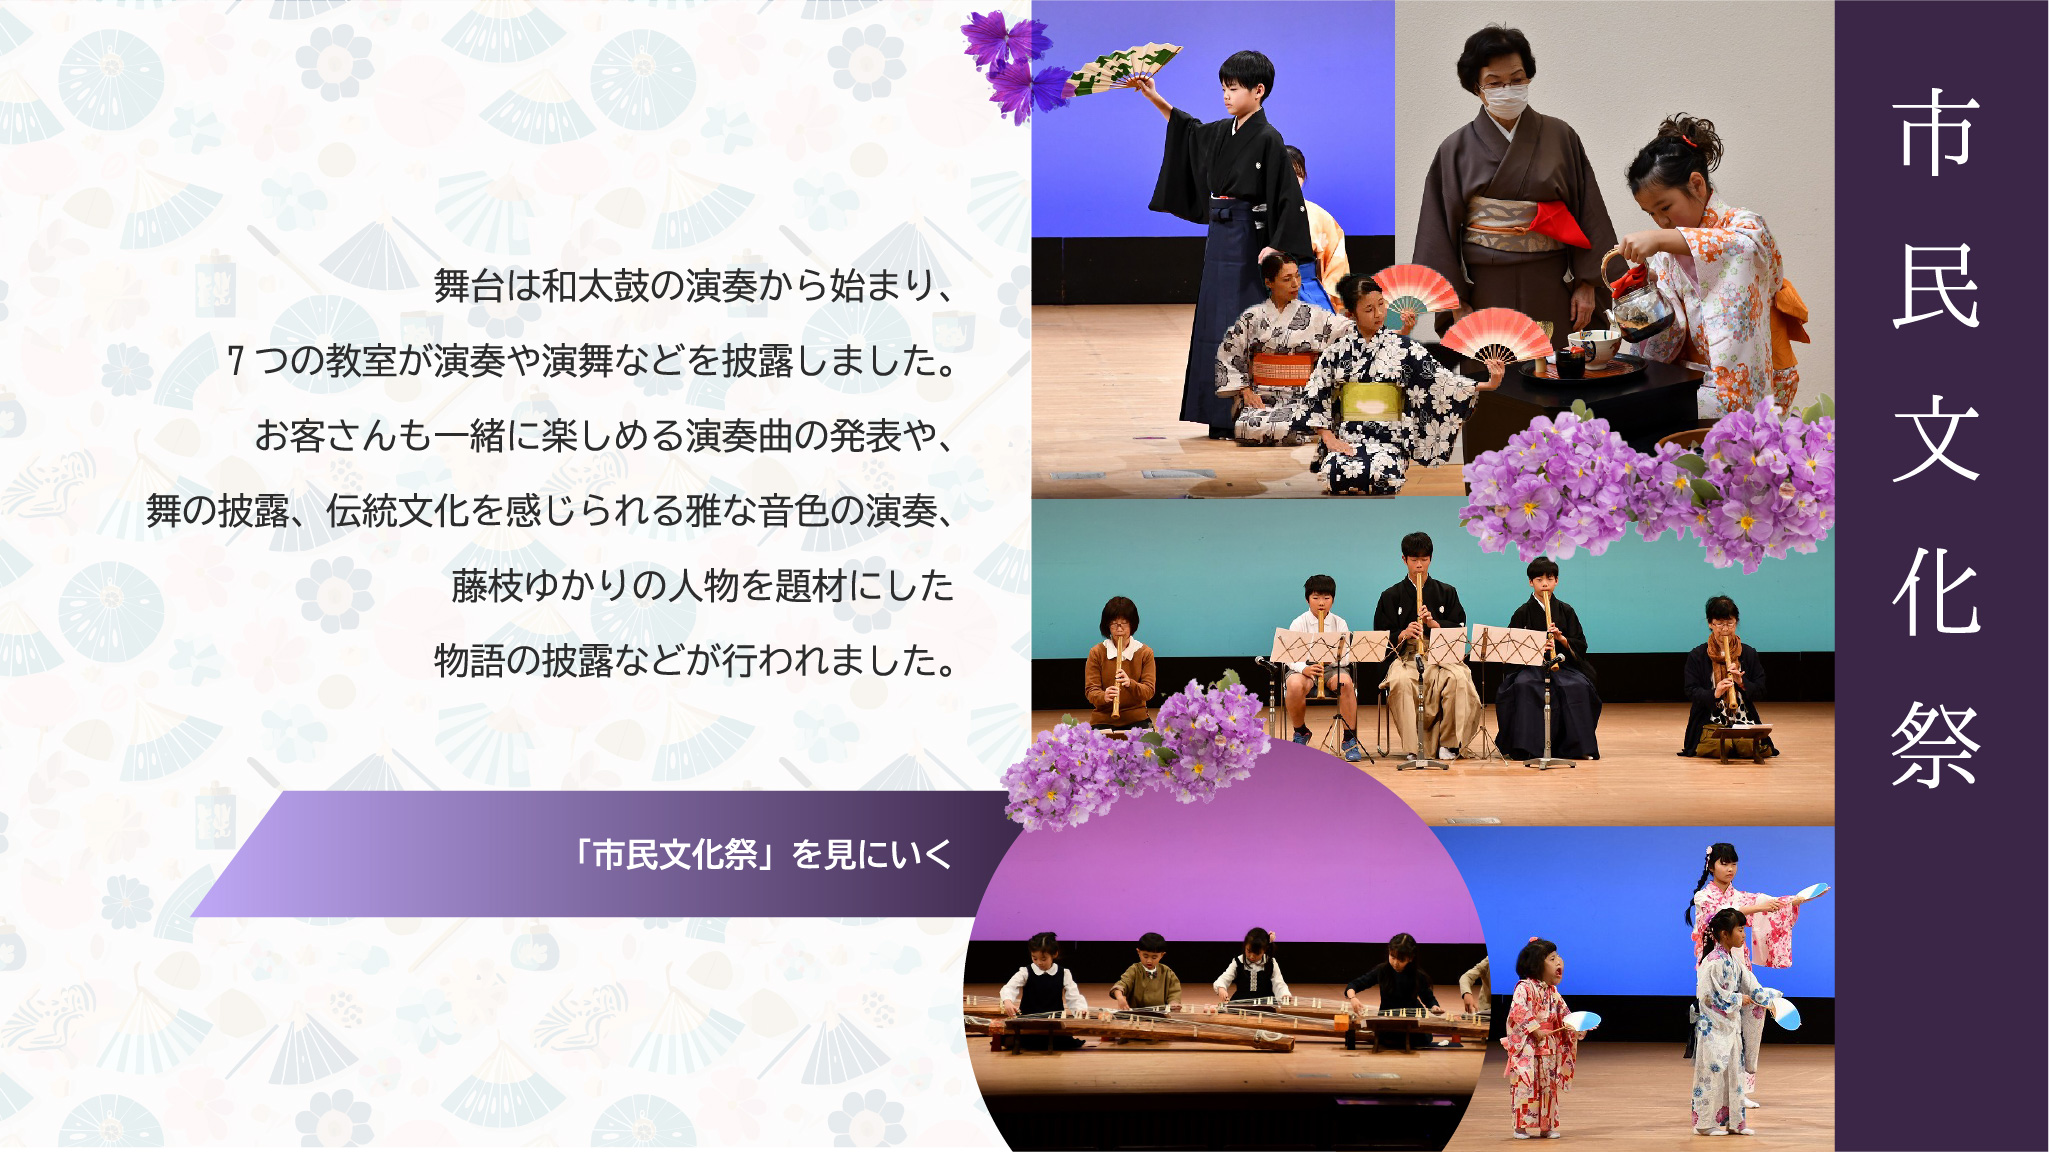 市民文化祭
舞台は和太鼓の演奏から始まり、
7つの教室が演奏や演舞などを披露しました。
お客さんも一緒に楽しめる演奏曲の発表や、
舞の披露、伝統文化を感じられる雅な音色の演奏、
藤枝ゆかりの人物を題材にした
物語の披露などが行われました。
「市民文化祭」を見にいく